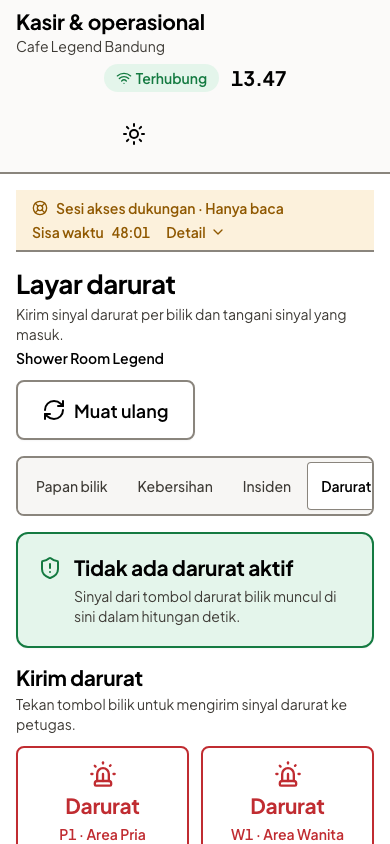 Kasir & operasional
Cafe Legend Bandung
Terhubung 13.47
Sesi akses dukungan · Hanya baca
Sisa waktu 48:01 Detail
Layar darurat
Kirim sinyal darurat per bilik dan tangani sinyal yang
masuk.
Shower Room Legend
Muat ulang
Papan bilik Kebersihan Insiden Darurat
Tidak ada darurat aktif
Sinyal dari tombol darurat bilik muncul di
sini dalam hitungan detik.
Kirim darurat
Tekan tombol bilik untuk mengirim sinyal darurat ke
petugas.
Darurat Darurat
P1 · Area Pria W1 · Area Wanita